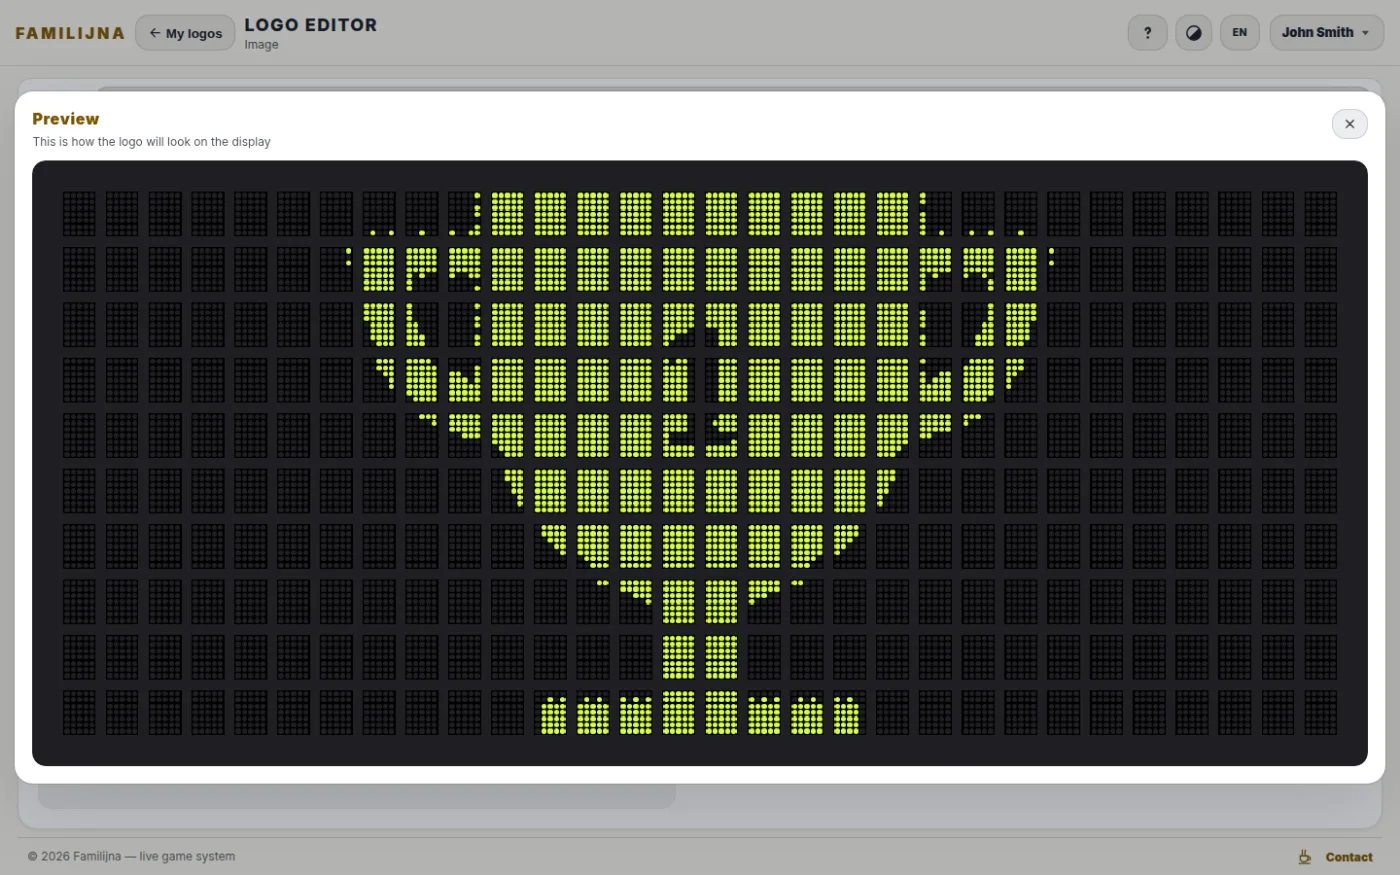 FAMILIJNA
← My logos
LOGO EDITOR
Image
?
EN
John Smith
Preview
This is how the logo will look on the display
1
© 2026 Familijna — live game system
Contact